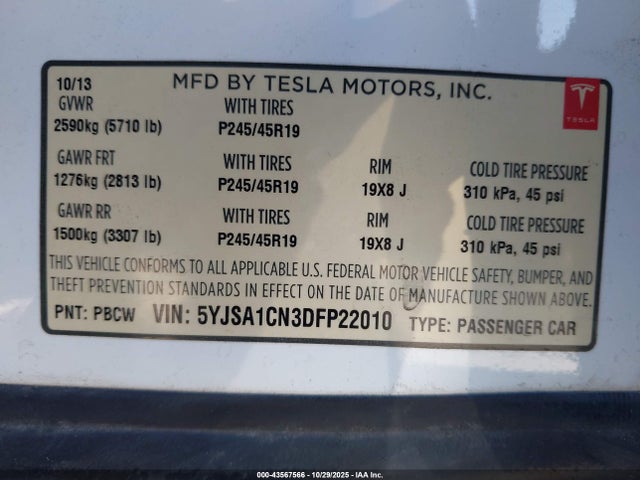 10/13 MFD BY TESLA MOTORS, INC.
TESLA
GVWR WITH TIRES
2590kg (5710 lb) P245/45R19
GAWR FRT WITH TIRES RIM COLD TIRE PRESSURE
1276kg (2813 lb) P245/45R19 19X8 J 310 kPa, 45 psi
GAWR RR WITH TIRES RIM COLD TIRE PRESSURE
1500kg (3307 lb) P245/45R19 19X8 J 310 kPa, 45 psi
THIS VEHICLE CONFORMS TO ALL APPLICABLE U.S. FEDERAL MOTOR VEHICLE SAFETY, BUMPER, AND
THEFT PREVENTION STANDARDS IN EFFECT ON THE DATE OF MANUFACTURE SHOWN ABOVE.
PNT: PBCW VIN: 5YJSA1CN3DFP22010 TYPE: PASSENGER CAR
000-43567566 | 10/29/2025 | IAA Inc.